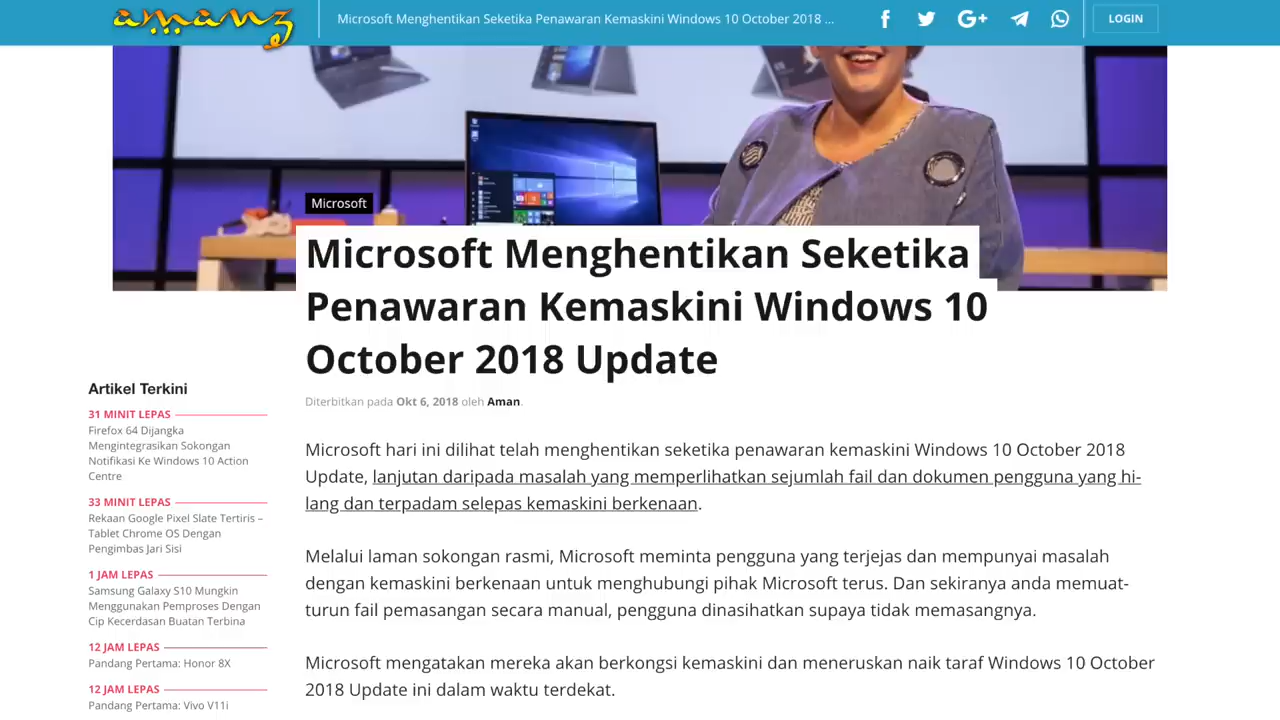 amanz
Microsoft Menghentikan Seketika Penawaran Kemaskini Windows 10 October 2018 ...
LOGIN
Microsoft
Microsoft Menghentikan Seketika
Penawaran Kemaskini Windows 10
October 2018 Update
Diterbitkan pada Okt 6, 2018 oleh Aman.
Microsoft hari ini dilihat telah menghentikan seketika penawaran kemaskini Windows 10 October 2018
Update, lanjutan daripada masalah yang memperlihatkan sejumlah fail dan dokumen pengguna yang hi-
lang dan terpadam selepas kemaskini berkenaan.
Melalui laman sokongan rasmi, Microsoft meminta pengguna yang terjejas dan mempunyai masalah
dengan kemaskini berkenaan untuk menghubungi pihak Microsoft terus. Dan sekiranya anda memuat-
turun fail pemasangan secara manual, pengguna dinasihatkan supaya tidak memasangnya.
Microsoft mengatakan mereka akan berkongsi kemaskini dan meneruskan naik taraf Windows 10 October
2018 Update ini dalam waktu terdekat.
Artikel Terkini
31 MINIT LEPAS
Firefox 64 Dijangka
Mengintegrasikan Sokongan
Notifikasi Ke Windows 10 Action
Centre
33 MINIT LEPAS
Rekaan Google Pixel Slate Tertiris –
Tablet Chrome OS Dengan
Pengimbas Jari Sisi
1 JAM LEPAS
Samsung Galaxy S10 Mungkin
Menggunakan Pemproses Dengan
Cip Kecerdasan Buatan Terbina
12 JAM LEPAS
Pandang Pertama: Honor 8X
12 JAM LEPAS
Pandang Pertama: Vivo V11i